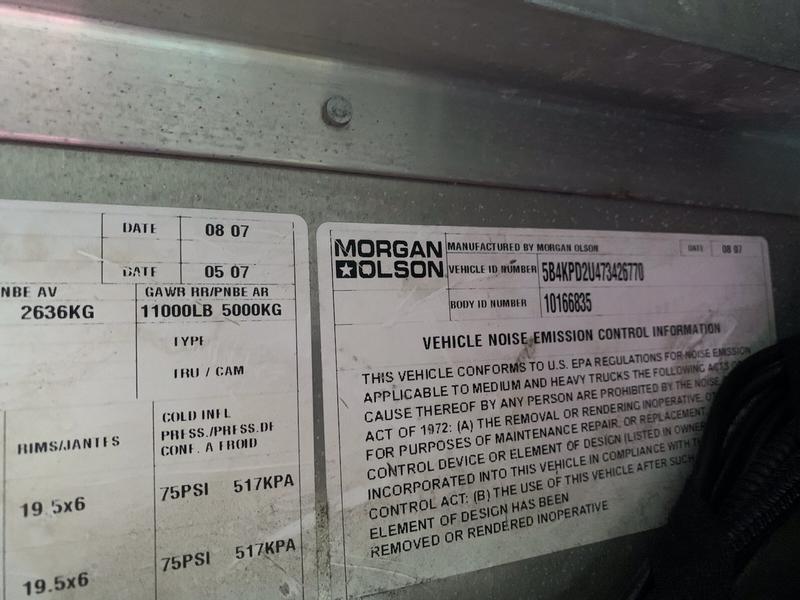 DATE 08 07
DATE 05 07
PNBE AV GAWR RR/PNBE AR
2636KG 11000LB 5000KG
TYPE
TRU / CAM
RIMS/JANTES
COLD INFL
PRESS./PRESS.DE
CONF. A FROID
19.5x6 75PSI 517KPA
19.5x6 75PSI 517KPA
MORGAN
OLSON
MANUFACTURED BY MORGAN OLSON DATE 08 07
VEHICLE ID NUMBER 5B4KPD2U473426770
BODY ID NUMBER 10166835
VEHICLE NOISE EMISSION CONTROL INFORMATION
THIS VEHICLE CONFORMS TO U.S. EPA REGULATIONS FOR NOISE EMISSION
APPLICABLE TO MEDIUM AND HEAVY TRUCKS THE FOLLOWING ACTS OR
CAUSE THEREOF BY ANY PERSON ARE PROHIBITED BY THE NOISE
ACT OF 1972: (A) THE REMOVAL OR RENDERING INOPERATIVE,
FOR PURPOSES OF MAINTENANCE REPAIR, OR REPLACEMENT,
CONTROL DEVICE OR ELEMENT OF DESIGN (LISTED IN OWNER
INCORPORATED INTO THIS VEHICLE IN COMPLIANCE WITH THE
CONTROL ACT: (B) THE USE OF THIS VEHICLE AFTER SUCH
ELEMENT OF DESIGN HAS BEEN
REMOVED OR RENDERED INOPERATIVE